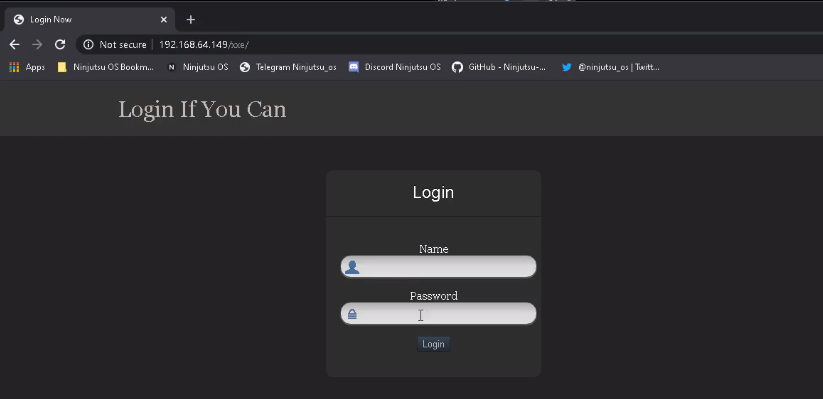 Login Now
Not secure 192.168.64.149/xxe/
Apps Ninjutsu OS Bookm... Ninjutsu OS Telegram Ninjutsu_os Discord Ninjutsu OS GitHub - Ninjutsu-... @ninjutsu_os | Twitt...
Login If You Can
Login
Name
Password
Login